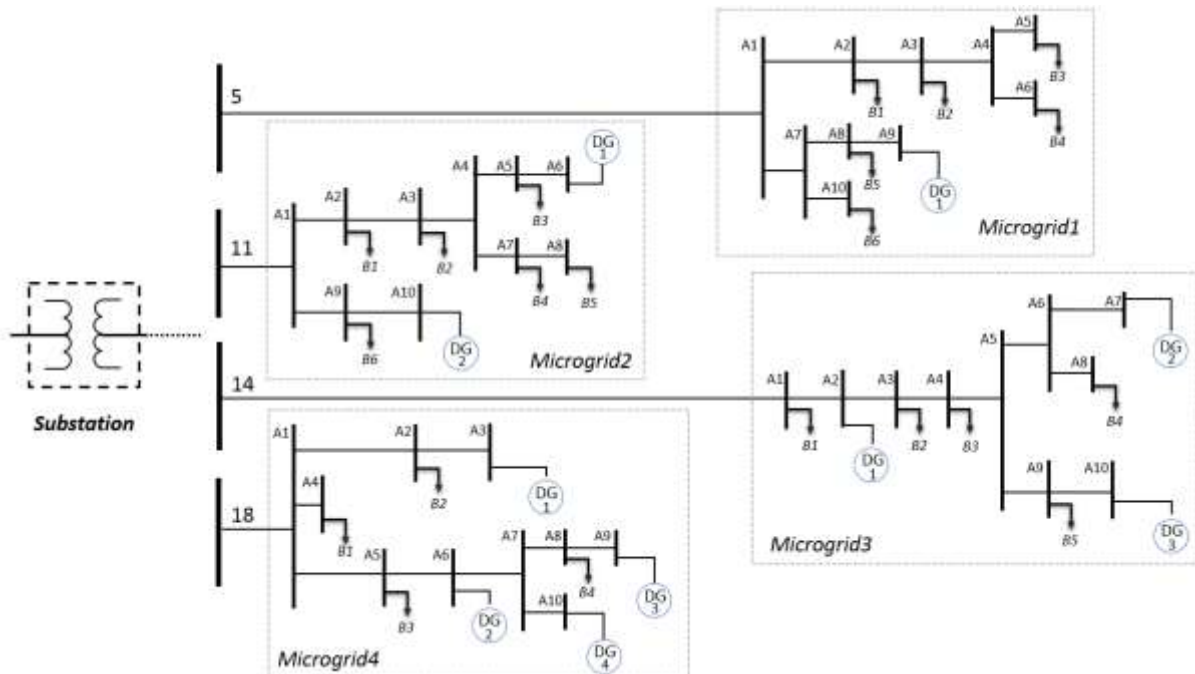 5
A1
A2
A3
A4
A5
B3
B1
B2
A6
B4
A7
A8
A9
B5
DG
1
A10
B6
Microgrid1
11
A1
A2
A3
A4
A5
A6
DG
1
B3
B1
B2
A7
A8
B4
B5
A9
A10
B6
DG
2
Microgrid2
Substation
14
A1
A2
A3
A4
A5
A6
A7
DG
2
A8
B4
B1
DG
1
B2
B3
A9
A10
B5
DG
3
Microgrid3
18
A1
A2
A3
B2
DG
1
A4
B1
A5
A6
A7
A8
A9
B3
DG
2
B4
DG
3
A10
DG
4
Microgrid4